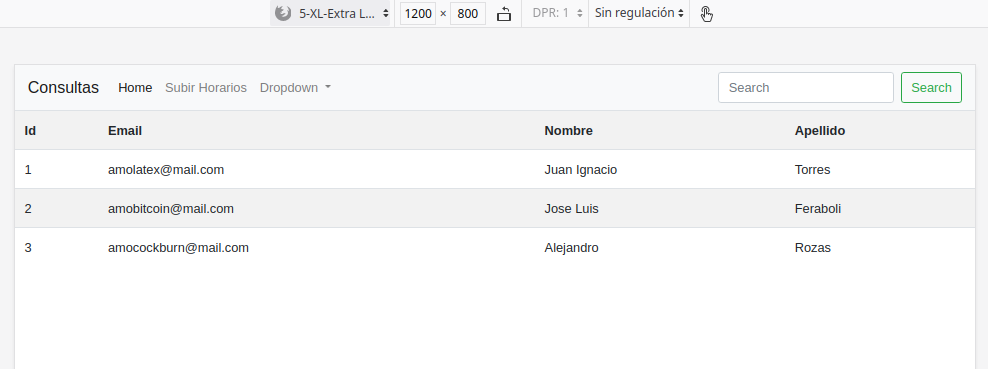 5-XL-Extra L... 1200 × 800 DPR: 1 Sin regulación
Consultas Home Subir Horarios Dropdown Search Search
Id Email Nombre Apellido
1 amolatex@mail.com Juan Ignacio Torres
2 amobitcoin@mail.com Jose Luis Feraboli
3 amocockburn@mail.com Alejandro Rozas